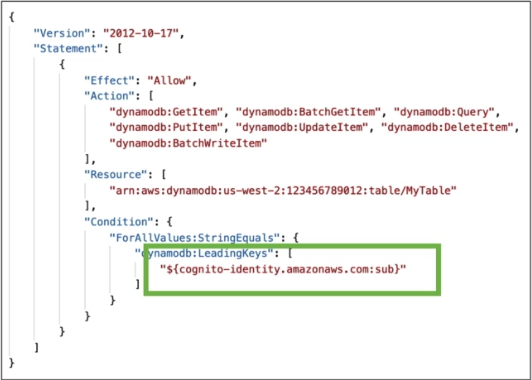 {
    "Version": "2012-10-17",
    "Statement": [
        {
            "Effect": "Allow",
            "Action": [
                "dynamodb:GetItem", "dynamodb:BatchGetItem", "dynamodb:Query",
                "dynamodb:PutItem", "dynamodb:UpdateItem", "dynamodb:DeleteItem",
                "dynamodb:BatchWriteItem"
            ],
            "Resource": [
                "arn:aws:dynamodb:us-west-2:123456789012:table/MyTable"
            ],
            "Condition": {
                "ForAllValues:StringEquals": {
                    "dynamodb:LeadingKeys": [
                        "${cognito-identity.amazonaws.com:sub}"
                    ]
                }
            }
        }
    ]
}